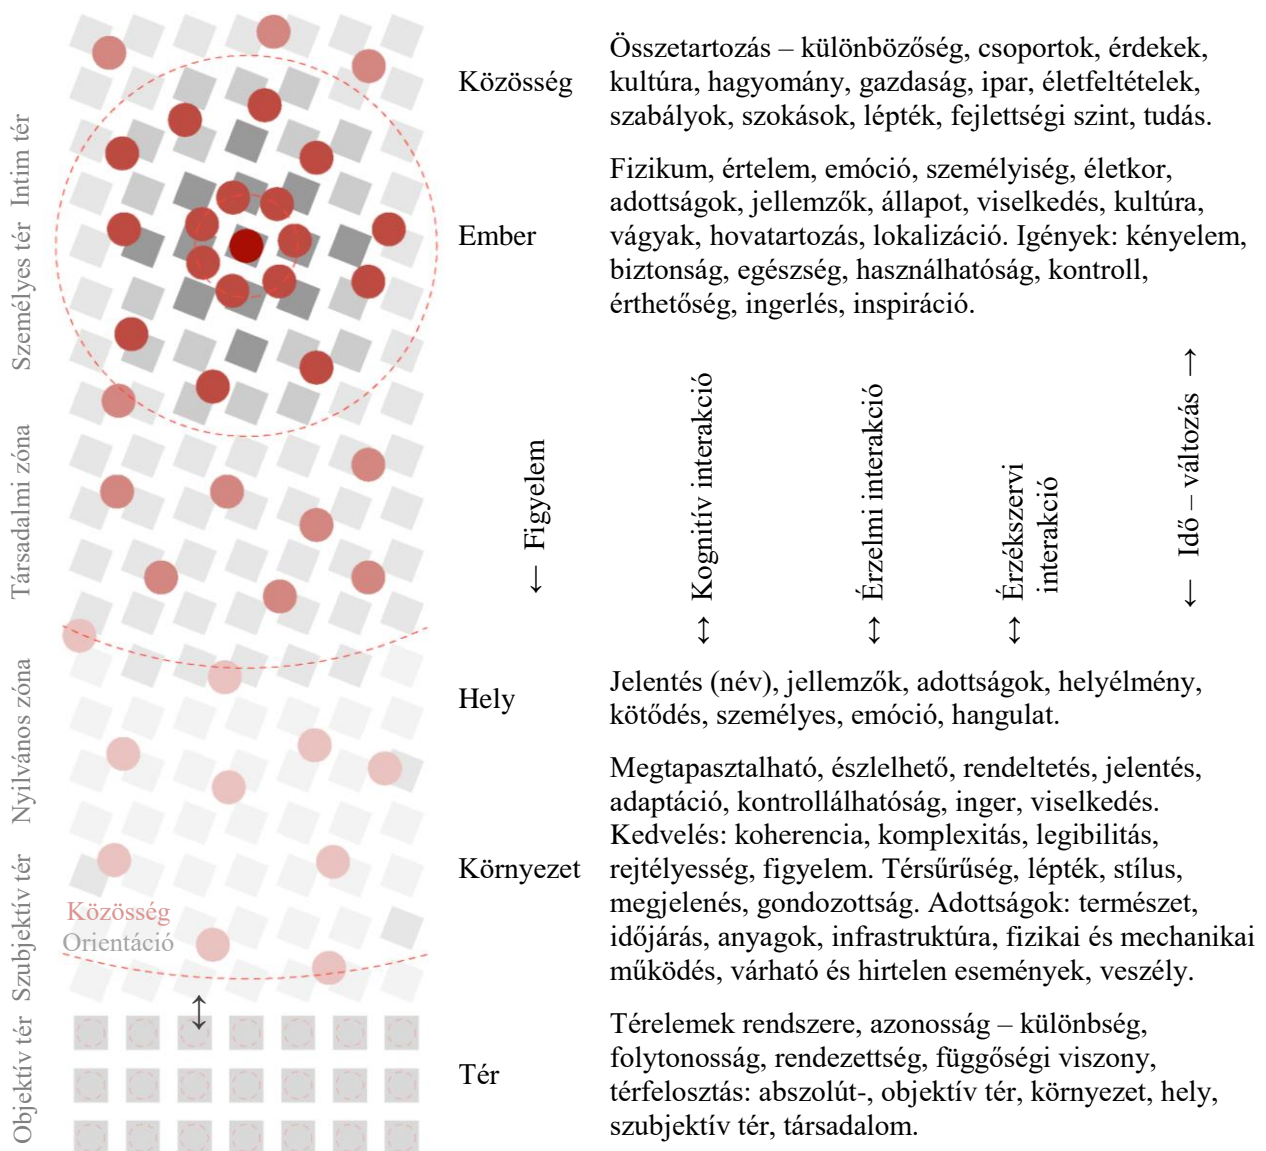 Intim tér
Személyes tér
Társadalmi zóna
Nyilvános zóna
Szubjektív tér
Objektív tér
Közösség
Orientáció
Közösség
Összetartozás – különbözőség, csoportok, érdekek,
kultúra, hagyomány, gazdaság, ipar, életfeltételek,
szabályok, szokások, lépték, fejlettségi szint, tudás.
Ember
Fizikum, értelem, emóció, személyiség, életkor,
adottságok, jellemzők, állapot, viselkedés, kultúra,
vágyak, hovatartozás, lokalizáció. Igények: kényelem,
biztonság, egészség, használhatóság, kontroll,
érthetőség, ingerlés, inspiráció.
← Figyelem
↔ Kognitív interakció
↔ Érzelmi interakció
↔ Érzékszervi
interakció
← Idő – változás →
Hely
Jelentés (név), jellemzők, adottságok, helyélmény,
kötődés, személyes, emóció, hangulat.
Környezet
Megtapasztalható, észlelhető, rendeltetés, jelentés,
adaptáció, kontrollálhatóság, inger, viselkedés.
Kedvelés: koherencia, komplexitás, legibilitás,
rejtélyesség, figyelem. Térsűrűség, lépték, stílus,
megjelenés, gondozottság. Adottságok: természet,
időjárás, anyagok, infrastruktúra, fizikai és mechanikai
működés, várható és hirtelen események, veszély.
Tér
Térelemek rendszere, azonosság – különbség,
folytonosság, rendezettség, függőségi viszony,
térfelosztás: abszolút-, objektív tér, környezet, hely,
szubjektív tér, társadalom.